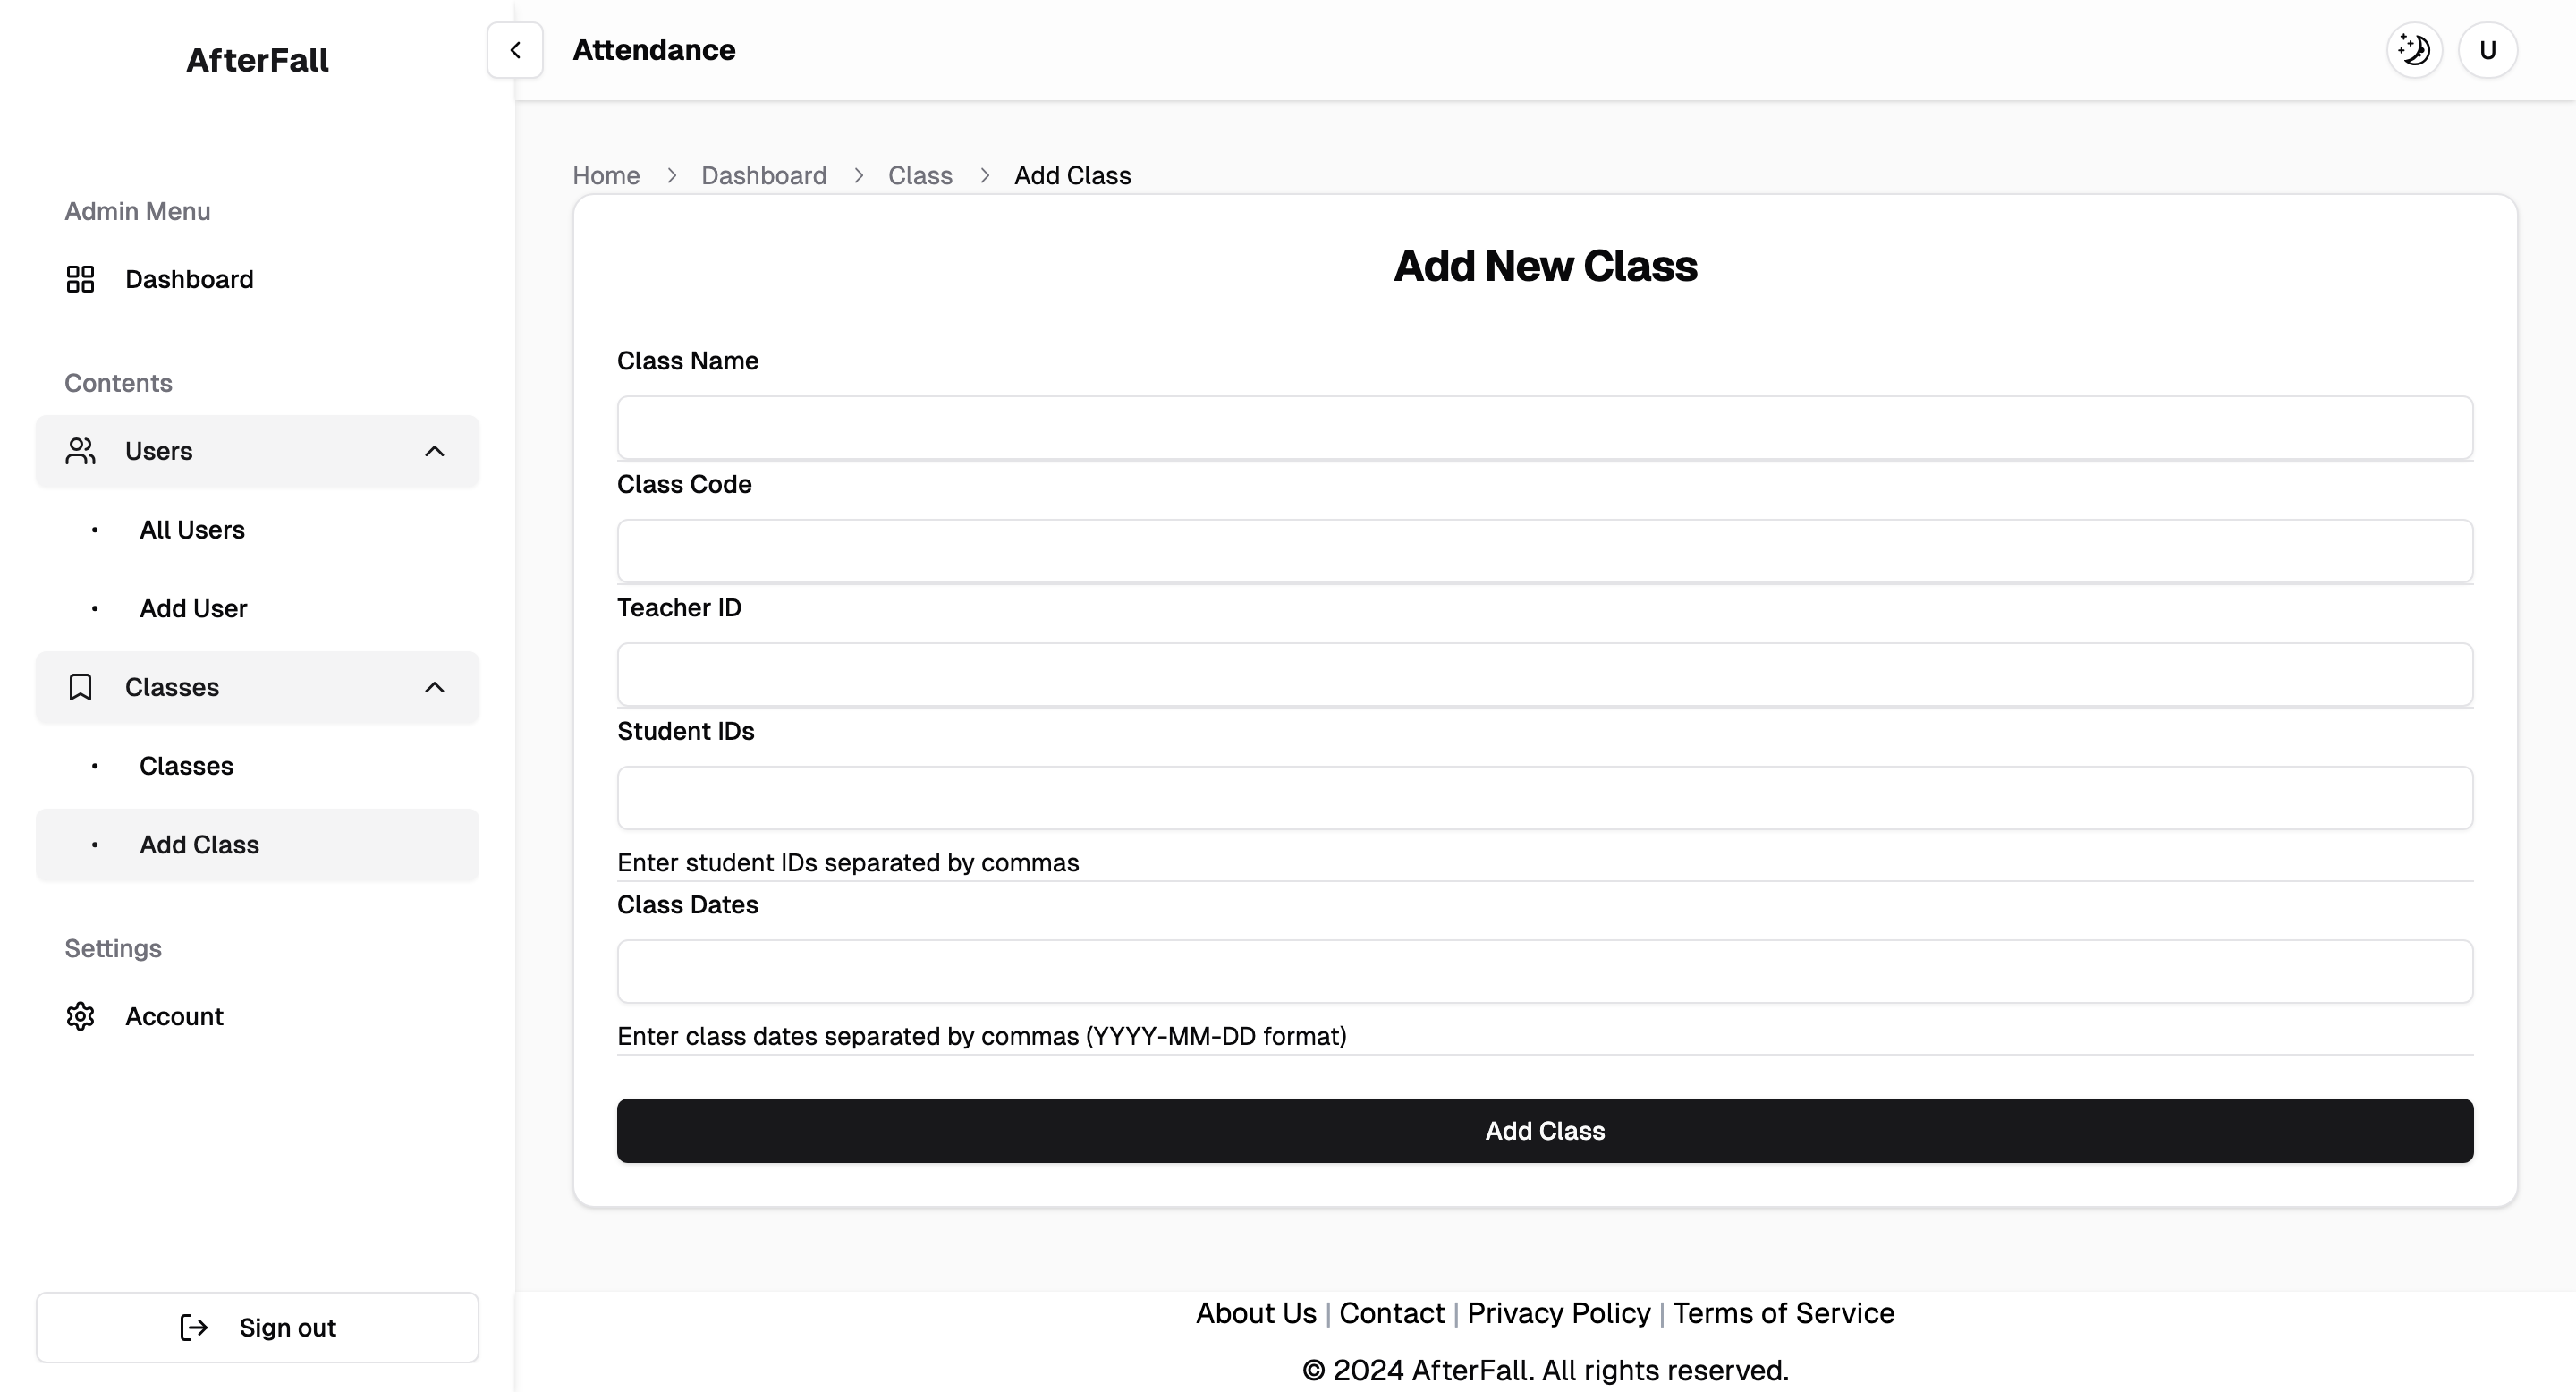 AfterFall
Attendance
U
Home > Dashboard > Class > Add Class
Admin Menu
Dashboard
Contents
Users
• All Users
• Add User
Classes
• Classes
• Add Class
Settings
Account
Sign out
Add New Class
Class Name
Class Code
Teacher ID
Student IDs
Enter student IDs separated by commas
Class Dates
Enter class dates separated by commas (YYYY-MM-DD format)
Add Class
About Us | Contact | Privacy Policy | Terms of Service
© 2024 AfterFall. All rights reserved.